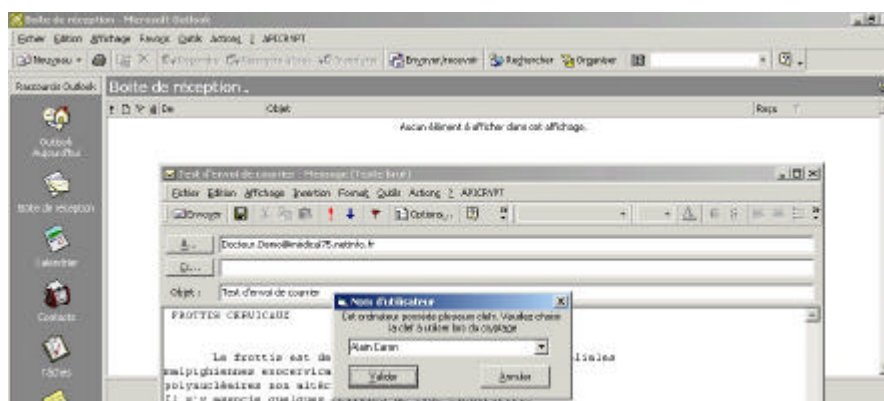 Boîte de réception - Microsoft Outlook
Fichier Edition Affichage Favoris Outils Actions ? APICRYPT
Nouveau Envoyer/recevoir Rechercher Organiser
Raccourcis Outlook Boîte de réception .
De Objet Reçu
Aucun élément à afficher dans cet affichage.
Outlook
Aujourd'hui
Boîte de réception
Calendrier
Contacts
Tâches
Test d'envoi de courrier - Message (Texte brut)
Fichier Edition Affichage Insertion Format Outils Actions ? APICRYPT
Envoyer Options...
A... Docteur.Demo@medical75.netinfo.fr
Cc...
Objet : Test d'envoi de courrier
FROTTIS CERVICAUX
Nom d'utilisateur
Cet ordinateur possède plusieurs clefs. Veuillez choisir
la clef à utiliser lors du cryptage
Alain Caron
Valider Annuler
Le frottis est de
malpighiennes exocervica
polynucléaires non altér
Il s'y associe quelques